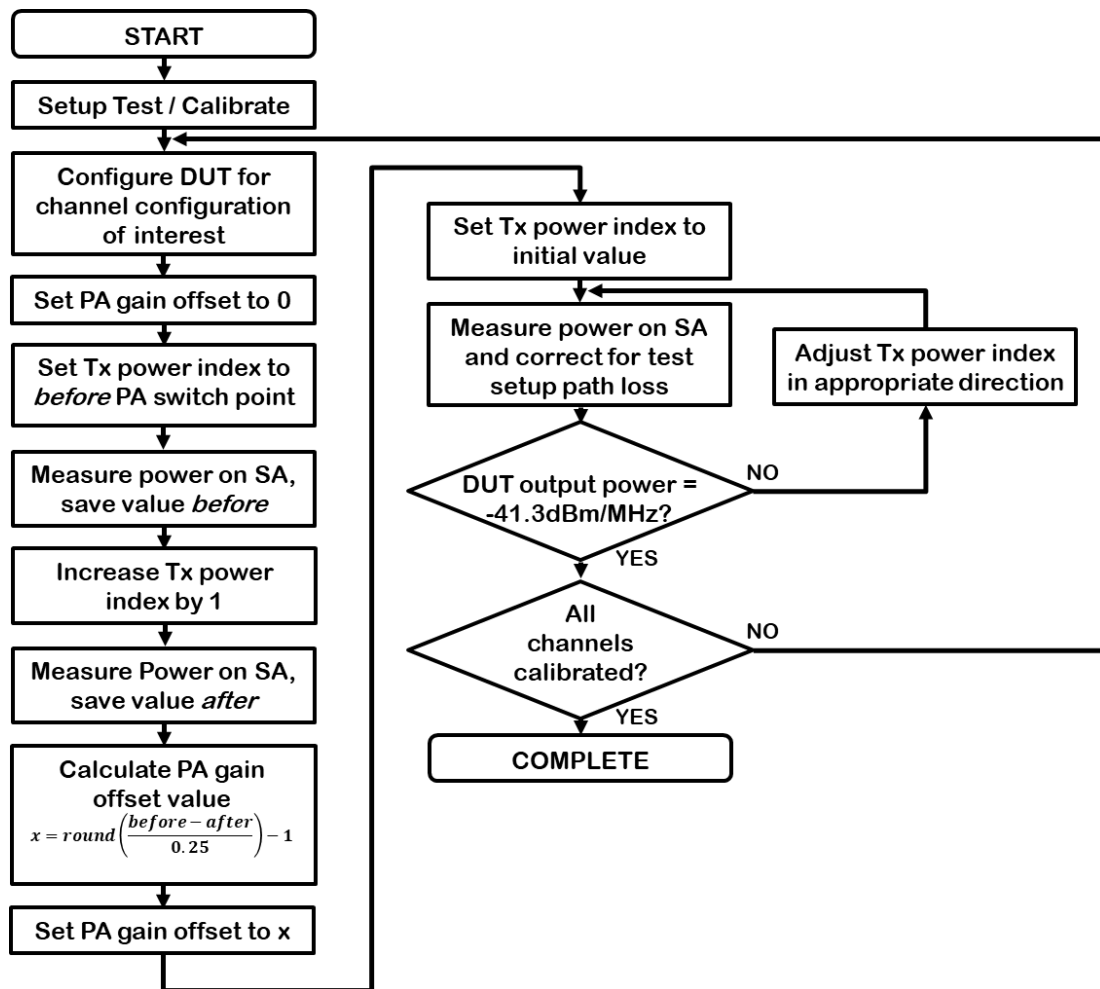 START
Setup Test / Calibrate
Configure DUT for
channel configuration
of interest
Set PA gain offset to 0
Set Tx power index to
before PA switch point
Measure power on SA,
save value before
Increase Tx power
index by 1
Measure Power on SA,
save value after
Calculate PA gain
offset value
x = round(before − after / 0.25) − 1
Set PA gain offset to x
Set Tx power index to
initial value
Measure power on SA
and correct for test
setup path loss
Adjust Tx power index
in appropriate direction
DUT output power =
-41.3dBm/MHz?
NO
YES
All
channels
calibrated?
NO
YES
COMPLETE